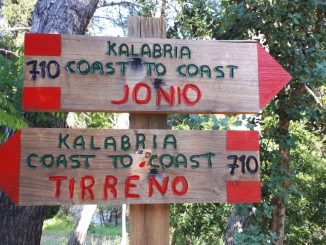 KALABRIA
710 COAST TO COAST
JONIO
KALABRIA
COAST TO COAST 710
TIRRENO